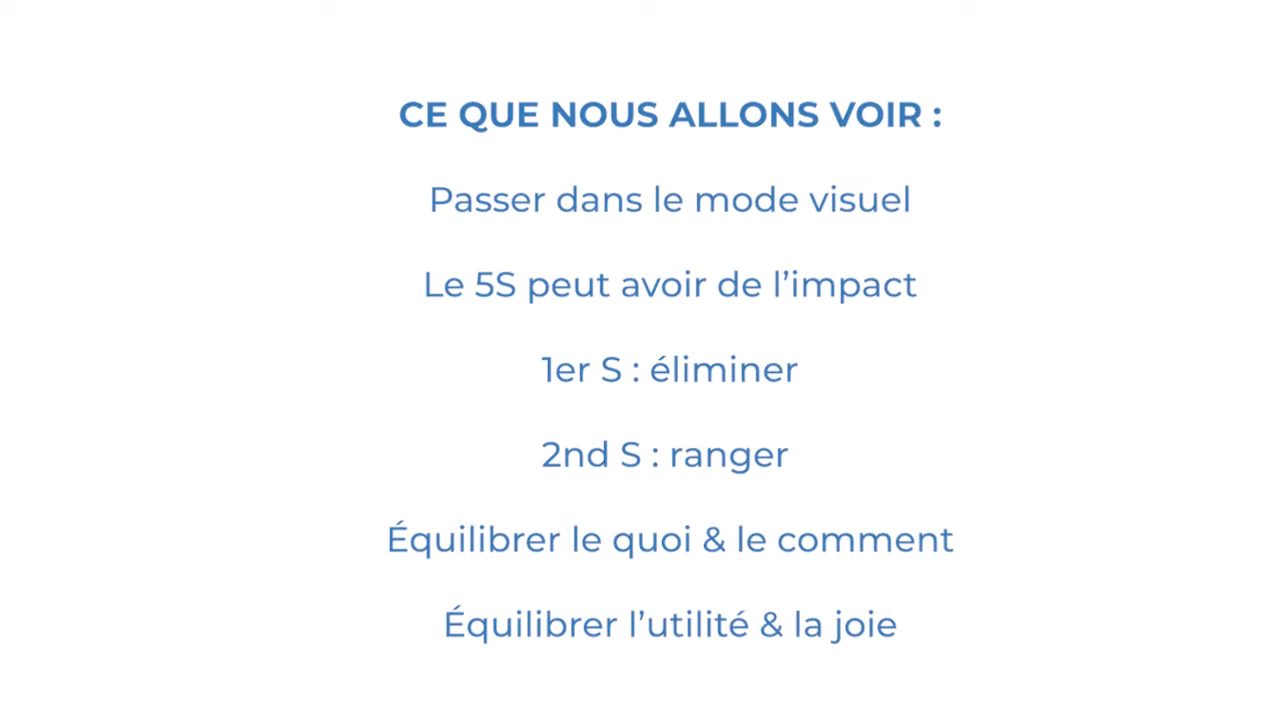 CE QUE NOUS ALLONS VOIR :
Passer dans le mode visuel
Le 5S peut avoir de l’impact
1er S : éliminer
2nd S : ranger
Équilibrer le quoi & le comment
Équilibrer l’utilité & la joie